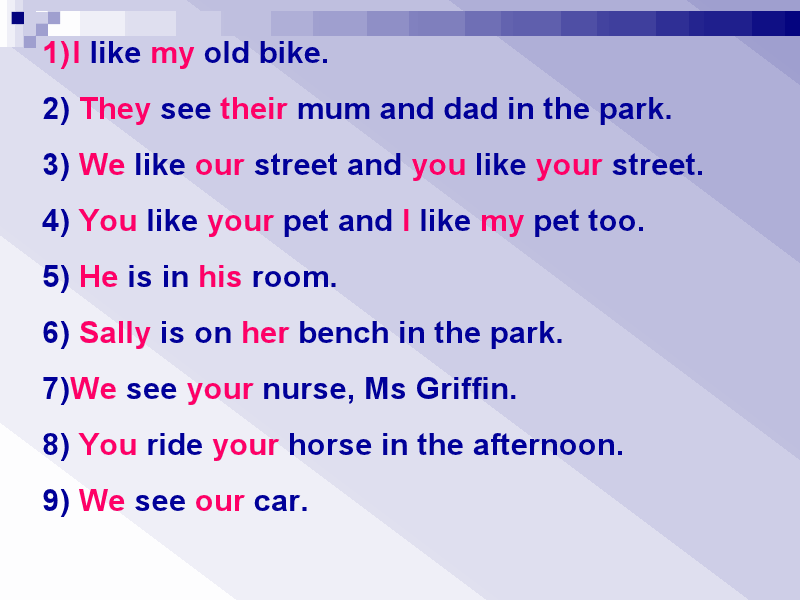 1)I like my old bike.
2) They see their mum and dad in the park.
3) We like our street and you like your street.
4) You like your pet and I like my pet too.
5) He is in his room.
6) Sally is on her bench in the park.
7)We see your nurse, Ms Griffin.
8) You ride your horse in the afternoon.
9) We see our car.